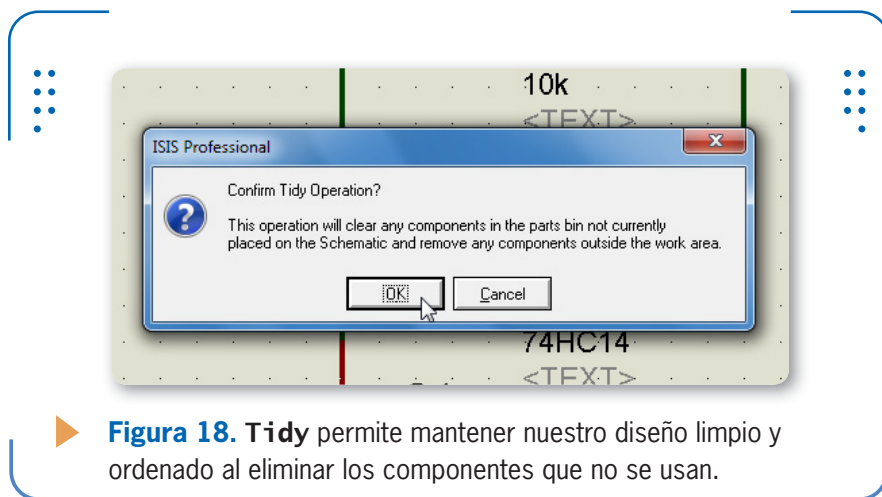 10k
<TEXT>
ISIS Professional
Confirm Tidy Operation?
This operation will clear any components in the parts bin not currently
placed on the Schematic and remove any components outside the work area.
OK
Cancel
74HC14
<TEXT>
Figura 18. Tidy permite mantener nuestro diseño limpio y
ordenado al eliminar los componentes que no se usan.